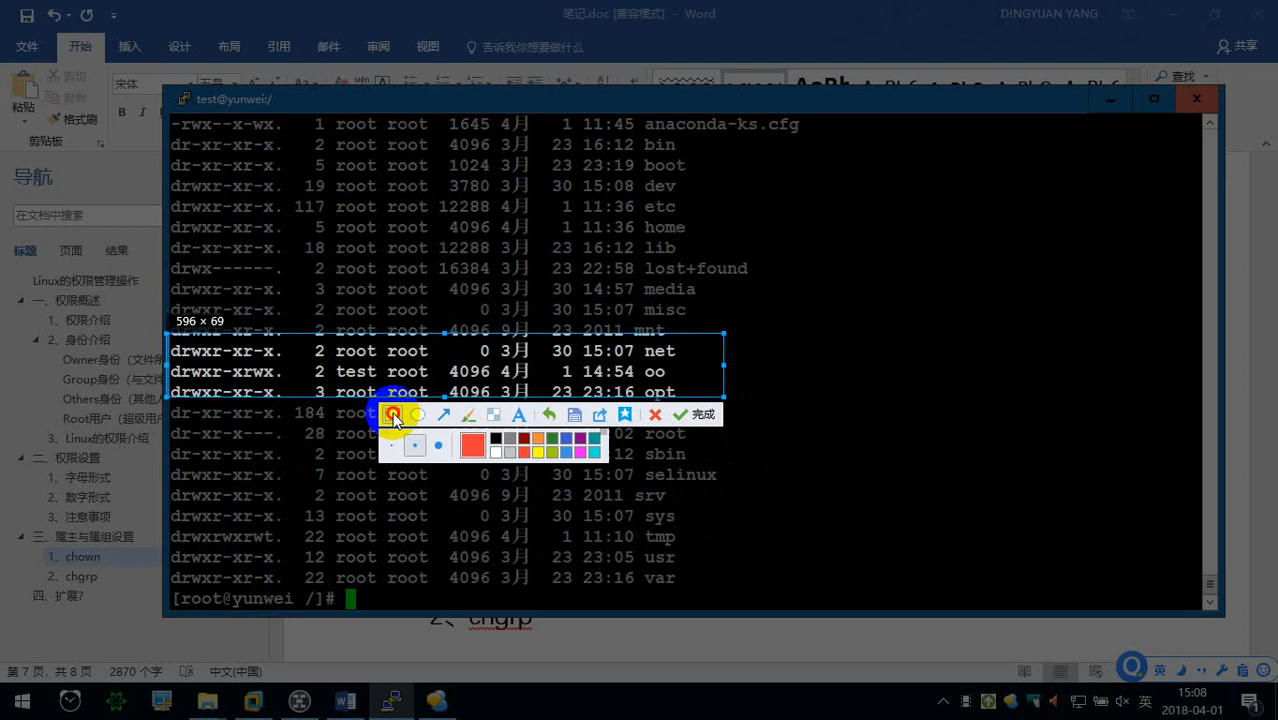 笔记.doc [兼容模式] - Word
DINGYUAN YANG
文件 开始 插入 设计 布局 引用 邮件 审阅 视图 告诉我你想要做什么 共享
粘贴
剪切
复制
格式刷
剪贴板
宋体
B I
查找
导航
在文档中搜索
标题 页面 结果
Linux的权限管理操作
一、权限概述
1、权限介绍
2、身份介绍
Owner身份（文件所
Group身份（与文件
Others身份（其他人
Root用户（超级用户
3、Linux的权限介绍
二、权限设置
1、字母形式
2、数字形式
3、注意事项
三、属主与属组设置
1、chown
2、chgrp
四、扩展?
test@yunwei:/
-rwx--x-wx. 1 root root 1645 4月 1 11:45 anaconda-ks.cfg
dr-xr-xr-x. 2 root root 4096 3月 23 16:12 bin
dr-xr-xr-x. 5 root root 1024 3月 23 23:19 boot
drwxr-xr-x. 19 root root 3780 3月 30 15:08 dev
drwxr-xr-x. 117 root root 12288 4月 1 11:36 etc
drwxr-xr-x. 5 root root 4096 4月 1 11:36 home
dr-xr-xr-x. 18 root root 12288 3月 23 16:12 lib
drwx------. 2 root root 16384 3月 23 22:58 lost+found
drwxr-xr-x. 3 root root 4096 3月 30 14:57 media
drwxr-xr-x. 2 root root 0 3月 30 15:07 misc
596 × 69
drwxr-xr-x. 2 root root 4096 9月 23 2011 mnt
drwxr-xr-x. 2 root root 0 3月 30 15:07 net
drwxr-xrwx. 2 test root 4096 4月 1 14:54 oo
drwxr-xr-x. 3 root root 4096 3月 23 23:16 opt
dr-xr-xr-x. 184 root
A 完成
dr-xr-x---. 28 :02 root
dr-xr-xr-x. 2 :12 sbin
drwxr-xr-x. 7 root root 0 3月 30 15:07 selinux
drwxr-xr-x. 2 root root 4096 9月 23 2011 srv
drwxr-xr-x. 13 root root 0 3月 30 15:07 sys
drwxrwxrwt. 22 root root 4096 4月 1 11:10 tmp
drwxr-xr-x. 12 root root 4096 3月 23 23:05 usr
drwxr-xr-x. 22 root root 4096 3月 23 23:16 var
[root@yunwei /]#
2、chgrp
第 7 页，共 8 页 2870 个字 中文(中国)
英
英
15:08
2018-04-01
1